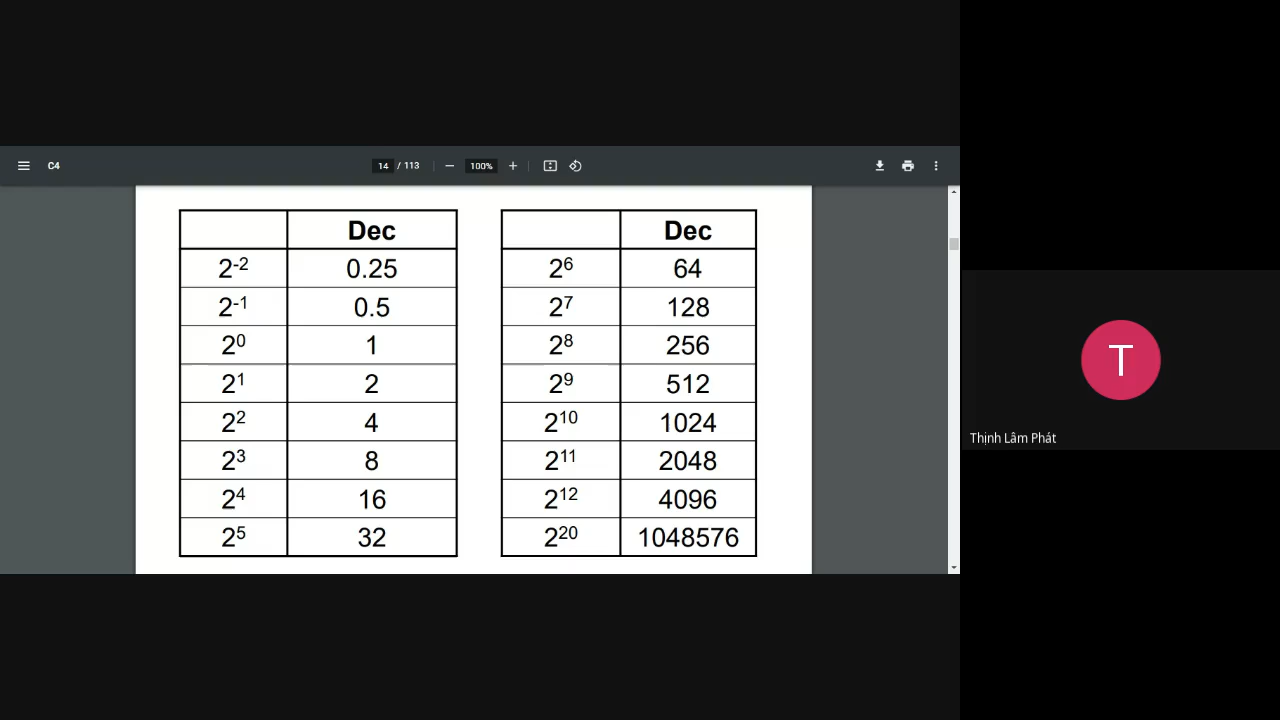 C4
14 / 113
100%
Dec
2⁻² 0.25
2⁻¹ 0.5
2⁰ 1
2¹ 2
2² 4
2³ 8
2⁴ 16
2⁵ 32
Dec
2⁶ 64
2⁷ 128
2⁸ 256
2⁹ 512
2¹⁰ 1024
2¹¹ 2048
2¹² 4096
2²⁰ 1048576
T
Thịnh Lâm Phát